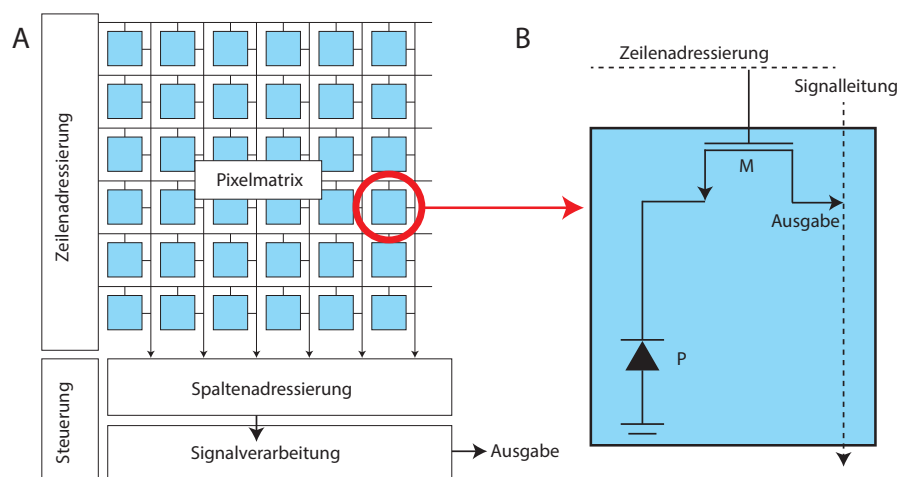 A
Zeilenadressierung
Pixelmatrix
Steuerung
Spaltenadressierung
Signalverarbeitung
Ausgabe
B
Zeilenadressierung
Signalleitung
M
Ausgabe
P